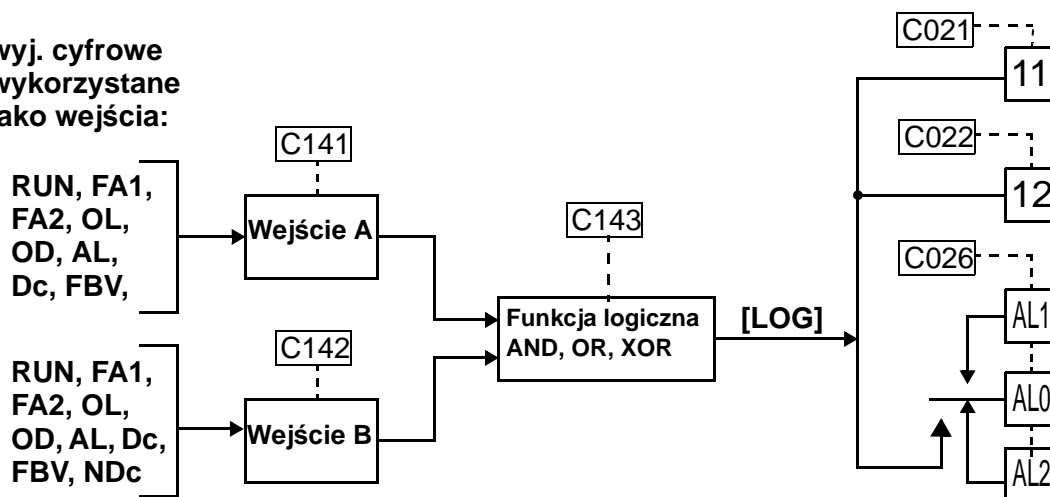 wyj. cyfrowe
wykorzystane
ako wejścia:
C141
RUN, FA1,
FA2, OL,
OD, AL,
Dc, FBV,
Wejście A
C142
RUN, FA1,
FA2, OL,
OD, AL, Dc,
FBV, NDc
Wejście B
C143
Funkcja logiczna
AND, OR, XOR
[LOG]
C021
11
C022
12
C026
AL1
AL0
AL2